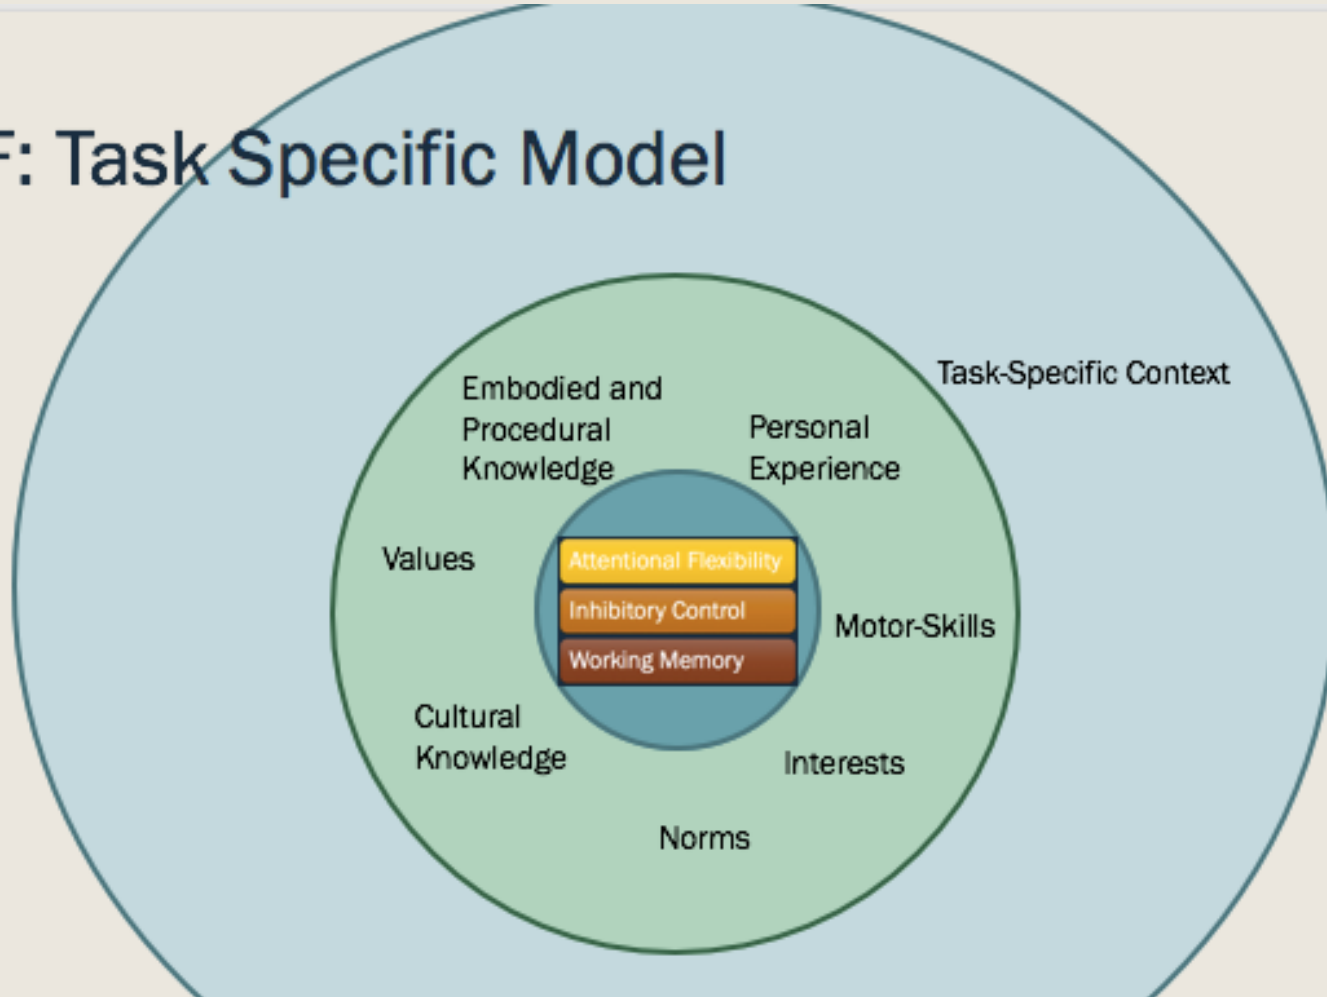 F: Task Specific Model
Task-Specific Context
Embodied and
Procedural
Knowledge
Personal
Experience
Values
Attentional Flexibility
Inhibitory Control
Working Memory
Motor-Skills
Cultural
Knowledge
Interests
Norms